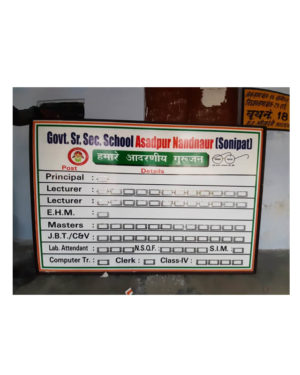 Govt. Sr. Sec. School Asadpur Nandnaur (Sonipat)
हमारे आदरणीय गुरूजन
Post Details
Principal :
Lecturer :
Lecturer :
E.H.M. :
Masters :
J.B.T./C&V :
Lab. Attendant : N.S.Q.F. : S.I.M. :
Computer Tr. : Clerk : Class-IV :
18